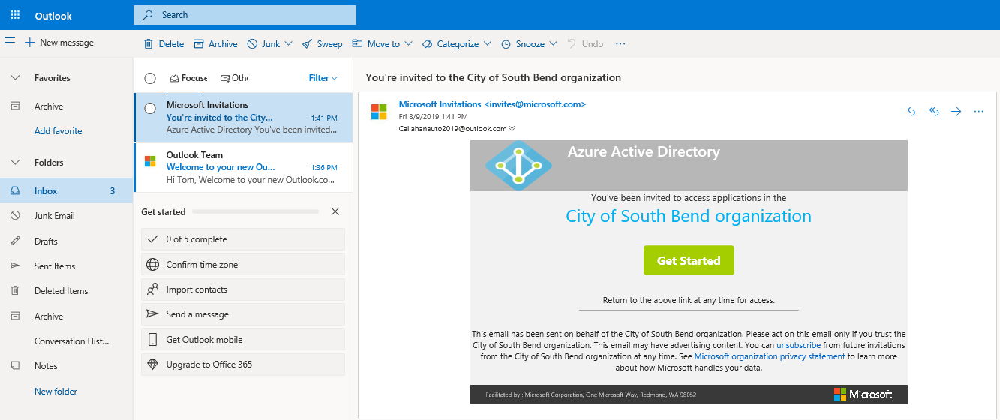 Outlook
Search
New message
Delete
Archive
Junk
Sweep
Move to
Categorize
Snooze
Undo
Favorites
Archive
Add favorite
Folders
Inbox 3
Junk Email
Drafts
Sent Items
Deleted Items
Archive
Conversation Hist...
Notes
New folder
Focuse
Othe
Filter
Microsoft Invitations
You're invited to the City... 1:41 PM
Azure Active Directory You've been invited...
Outlook Team
Welcome to your new Ou... 1:36 PM
Hi Tom, Welcome to your new Outlook.co...
Get started
0 of 5 complete
Confirm time zone
Import contacts
Send a message
Get Outlook mobile
Upgrade to Office 365
You're invited to the City of South Bend organization
Microsoft Invitations <invites@microsoft.com>
Fri 8/9/2019 1:41 PM
Callahanauto2019@outlook.com
Azure Active Directory
You've been invited to access applications in the
City of South Bend organization
Get Started
Return to the above link at any time for access.
This email has been sent on behalf of the City of South Bend organization. Please act on this email only if you trust the
City of South Bend organization. This email may have advertising content. You can unsubscribe from future invitations
from the City of South Bend organization at any time. See Microsoft organization privacy statement to learn more
about how Microsoft handles your data.
Facilitated by : Microsoft Corporation, One Microsoft Way, Redmond, WA 98052
Microsoft